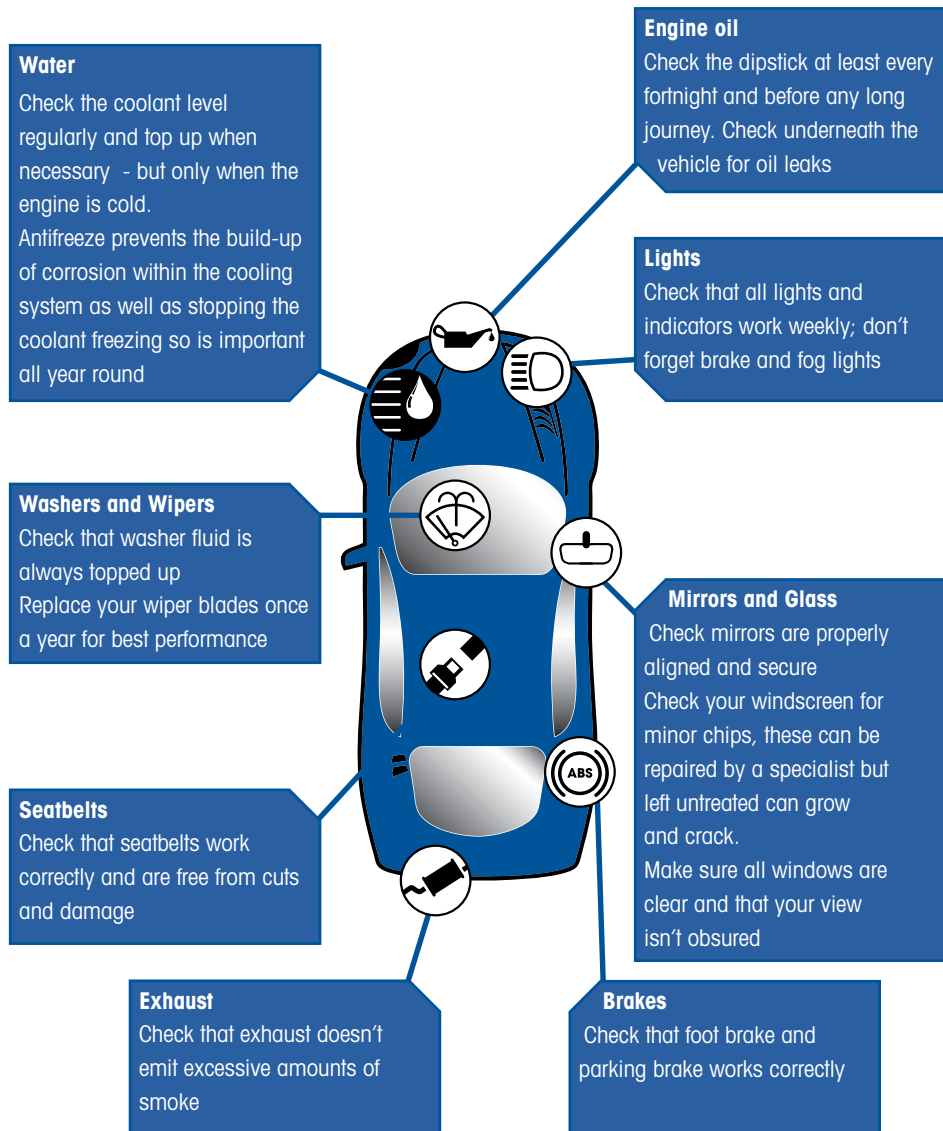 Water
Check the coolant level
regularly and top up when
necessary - but only when the
engine is cold.
Antifreeze prevents the build-up
of corrosion within the cooling
system as well as stopping the
coolant freezing so is important
all year round
Engine oil
Check the dipstick at least every
fortnight and before any long
journey. Check underneath the
vehicle for oil leaks
Lights
Check that all lights and
indicators work weekly; don't
forget brake and fog lights
Washers and Wipers
Check that washer fluid is
always topped up
Replace your wiper blades once
a year for best performance
Mirrors and Glass
Check mirrors are properly
aligned and secure
Check your windscreen for
minor chips, these can be
repaired by a specialist but
left untreated can grow
and crack.
Make sure all windows are
clear and that your view
isn't obsured
ABS
Seatbelts
Check that seatbelts work
correctly and are free from cuts
and damage
Exhaust
Check that exhaust doesn't
emit excessive amounts of
smoke
Brakes
Check that foot brake and
parking brake works correctly